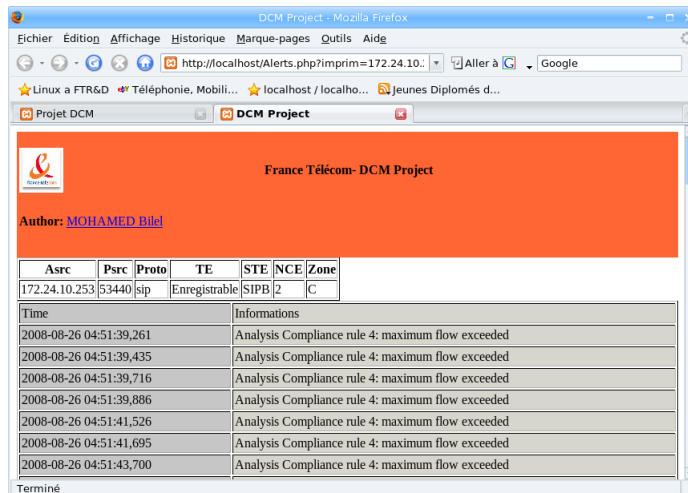 DCM Project - Mozilla Firefox
Fichier Édition Affichage Historique Marque-pages Outils Aide
http://localhost/Alerts.php?imprim=172.24.10.: Aller à G Google
Linux a FTR&D Téléphonie, Mobili... localhost / localho... Jeunes Diplomés d...
Projet DCM DCM Project
France Télécom- DCM Project
france telecom
Author: MOHAMED Bilel
Asrc Psrc Proto TE STE NCE Zone
172.24.10.253 53440 sip Enregistrable SIPB 2 C
Time Informations
2008-08-26 04:51:39,261 Analysis Compliance rule 4: maximum flow exceeded
2008-08-26 04:51:39,435 Analysis Compliance rule 4: maximum flow exceeded
2008-08-26 04:51:39,716 Analysis Compliance rule 4: maximum flow exceeded
2008-08-26 04:51:39,886 Analysis Compliance rule 4: maximum flow exceeded
2008-08-26 04:51:41,526 Analysis Compliance rule 4: maximum flow exceeded
2008-08-26 04:51:41,695 Analysis Compliance rule 4: maximum flow exceeded
2008-08-26 04:51:43,700 Analysis Compliance rule 4: maximum flow exceeded
Terminé